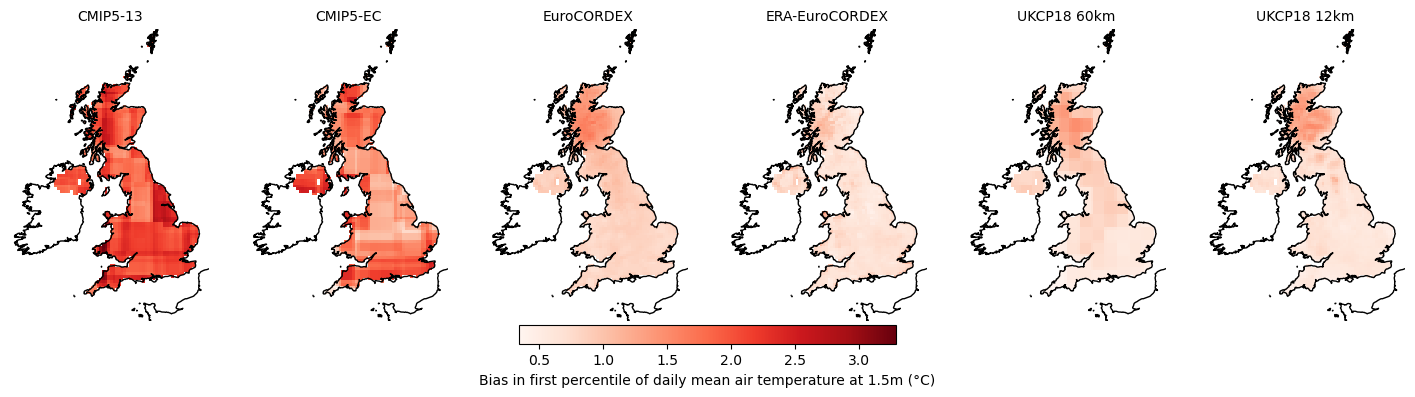 CMIP5-13 CMIP5-EC EuroCORDEX ERA-EuroCORDEX UKCP18 60km UKCP18 12km
0.5 1.0 1.5 2.0 2.5 3.0
Bias in first percentile of daily mean air temperature at 1.5m (°C)